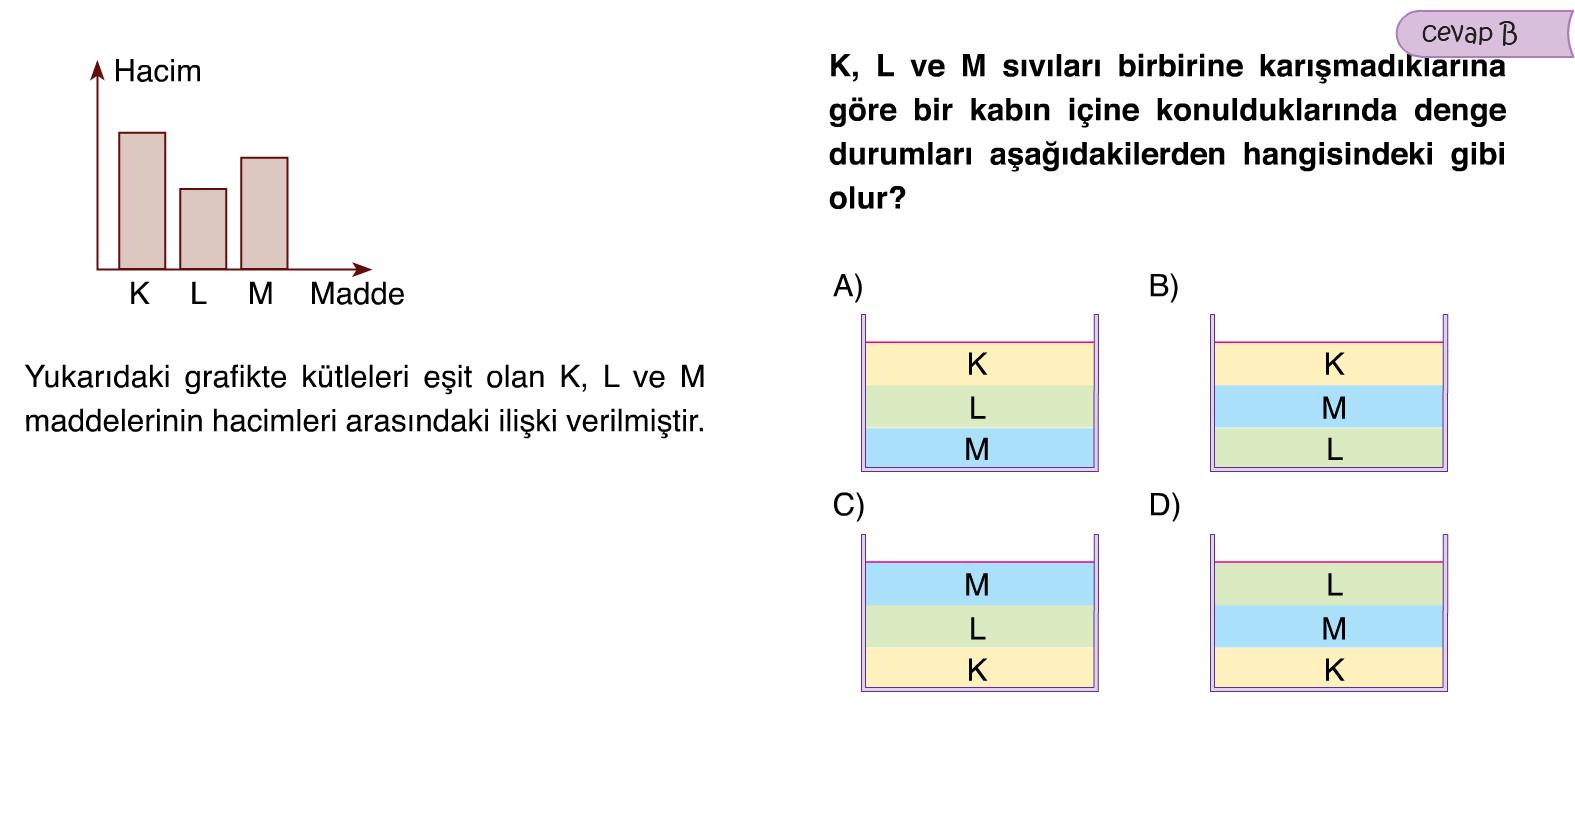 Hacim
K L M Madde
Yukarıdaki grafikte kütleleri eşit olan K, L ve M
maddelerinin hacimleri arasındaki ilişki verilmiştir.
Cevap B
K, L ve M sıvıları birbirine karışmadıklarına
göre bir kabın içine konulduklarında denge
durumları aşağıdakilerden hangisindeki gibi
olur?
A)
K
L
M
B)
K
M
L
C)
M
L
K
D)
L
M
K